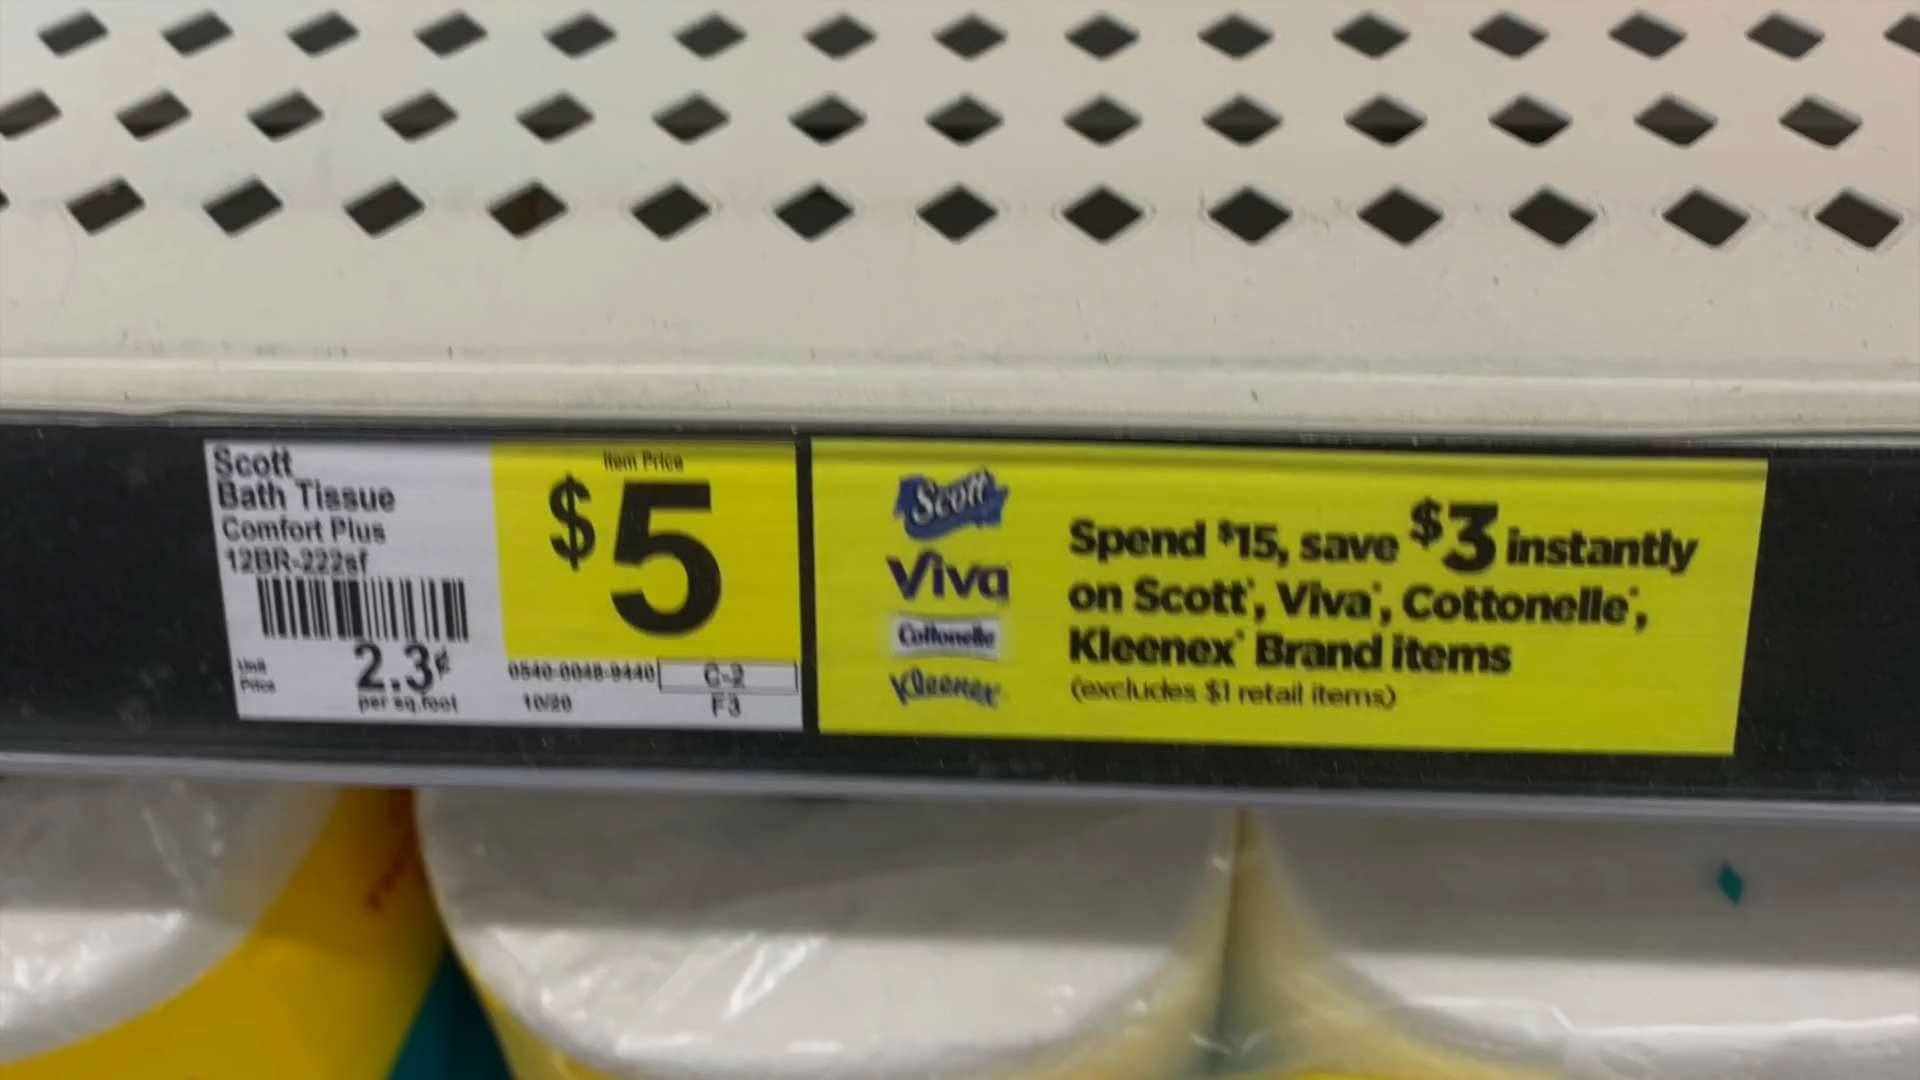 Scott
Bath Tissue
Comfort Plus
12BR-222sf
Unit
Price
2.3¢
per sq.foot
Item Price
$5
0540-0048-9440
C-2
10/20
F3
Scott
Viva
Cottonelle
Kleenex
Spend $15, save $3 instantly
on Scott®, Viva®, Cottonelle®,
Kleenex® Brand items
(excludes $1 retail items)